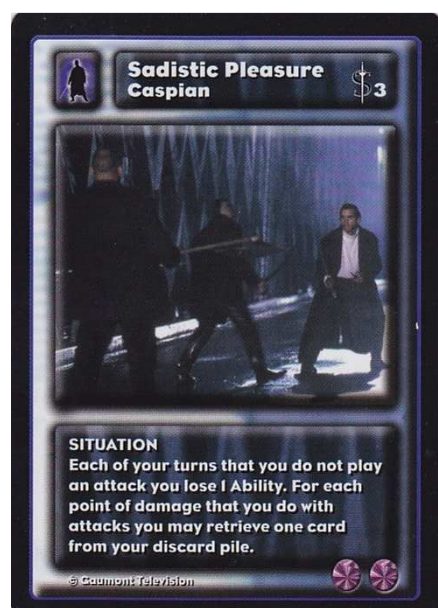 Sadistic Pleasure
Caspian
3
SITUATION
Each of your turns that you do not play
an attack you lose 1 Ability. For each
point of damage that you do with
attacks you may retrieve one card
from your discard pile.
© Gaumont Television